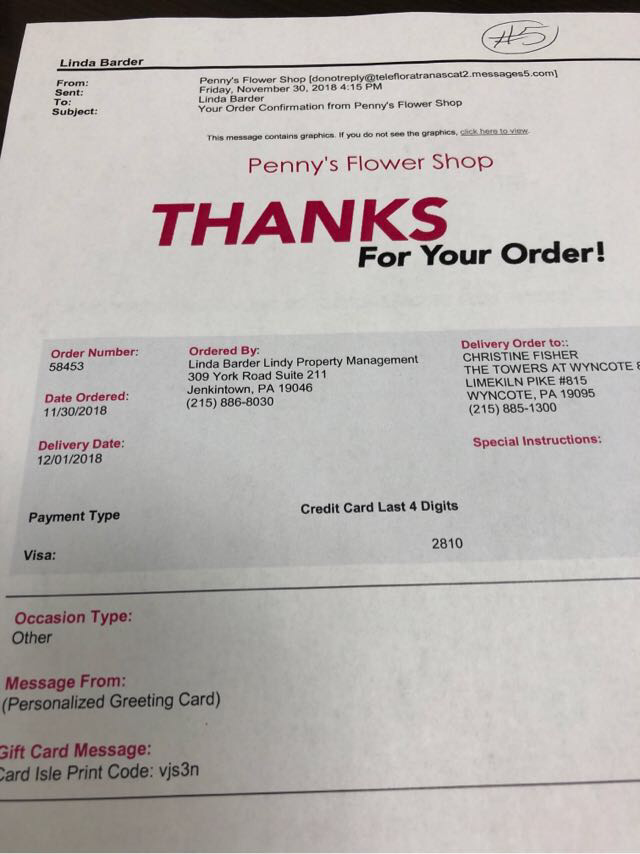 #5
Linda Barder
From: Penny's Flower Shop [donotreply@telefloratranascat2.messages5.com]
Sent: Friday, November 30, 2018 4:15 PM
To: Linda Barder
Subject: Your Order Confirmation from Penny's Flower Shop
This message contains graphics. If you do not see the graphics, click here to view.
Penny's Flower Shop
THANKS
For Your Order!
Order Number:
58453
Date Ordered:
11/30/2018
Delivery Date:
12/01/2018
Ordered By:
Linda Barder Lindy Property Management
309 York Road Suite 211
Jenkintown, PA 19046
(215) 886-8030
Delivery Order to::
CHRISTINE FISHER
THE TOWERS AT WYNCOTE
LIMEKILN PIKE #815
WYNCOTE, PA 19095
(215) 885-1300
Special Instructions:
Payment Type Credit Card Last 4 Digits
Visa: 2810
Occasion Type:
Other
Message From:
(Personalized Greeting Card)
Gift Card Message:
Card Isle Print Code: vjs3n